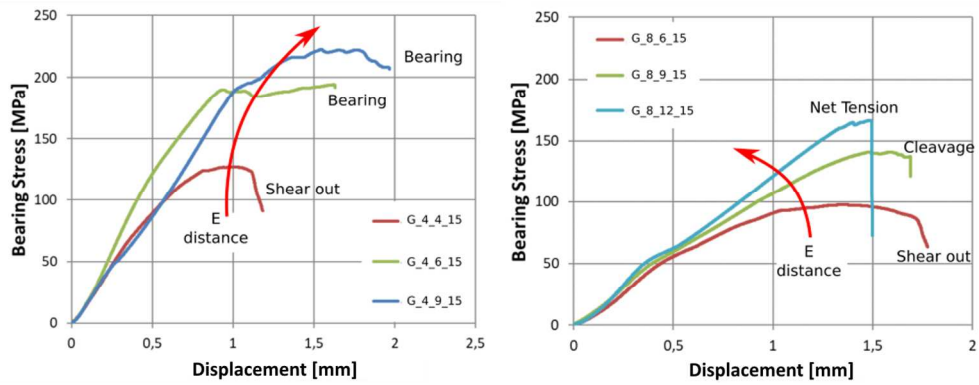 250
200
150
100
50
0
Bearing Stress [MPa]
0
0,5
1
1,5
2
2,5
Displacement [mm]
Bearing
Bearing
Shear out
E
distance
G_4_4_15
G_4_6_15
G_4_9_15
250
200
150
100
50
0
Bearing Stress [MPa]
0
0,5
1
1,5
2
Displacement [mm]
G_8_6_15
G_8_9_15
G_8_12_15
Net Tension
Cleavage
E
distance
Shear out